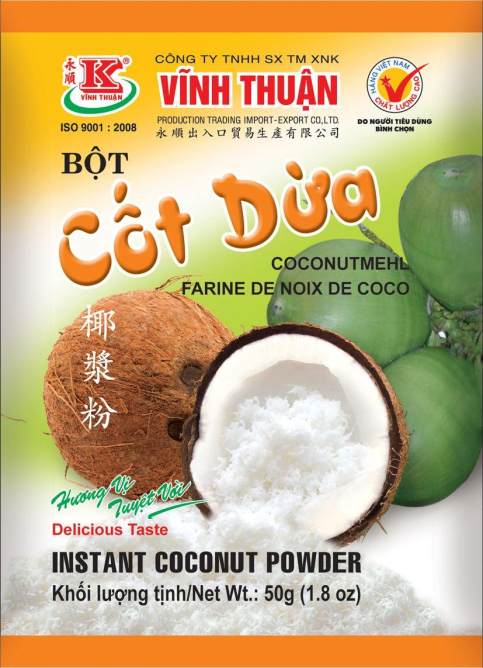 永順
K
VĨNH THUẬN
ISO 9001 : 2008
CÔNG TY TNHH SX TM XNK
VĨNH THUẬN
PRODUCTION TRADING IMPORT-EXPORT CO,LTD.
永順出入口貿易生産有限公司
HÀNG VIỆT NAM
CHẤT LƯỢNG CAO
DO NGƯỜI TIÊU DÙNG
BÌNH CHỌN
BỘT
Cốt Dừa
COCONUTMEHL
FARINE DE NOIX DE COCO
椰漿粉
Hương Vị
Tuyệt Vời
Delicious Taste
INSTANT COCONUT POWDER
Khối lượng tịnh/Net Wt.: 50g (1.8 oz)